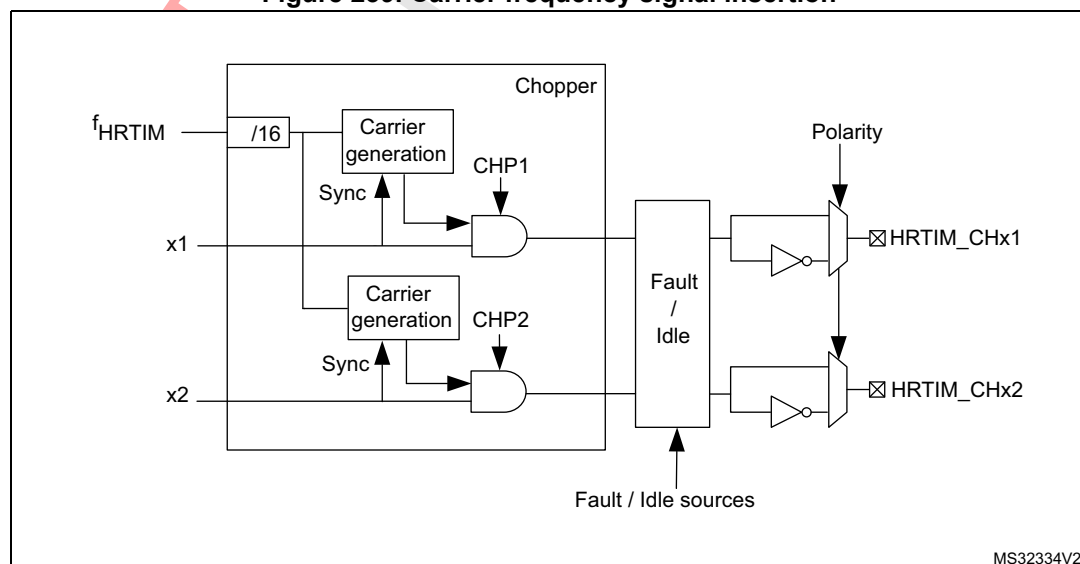 Chopper
fHRTIM
/16
Carrier
generation
CHP1
Polarity
Sync
x1
HRTIM_CHx1
Carrier
generation
Fault
/
Idle
CHP2
Sync
x2
HRTIM_CHx2
Fault / Idle sources
MS32334V2